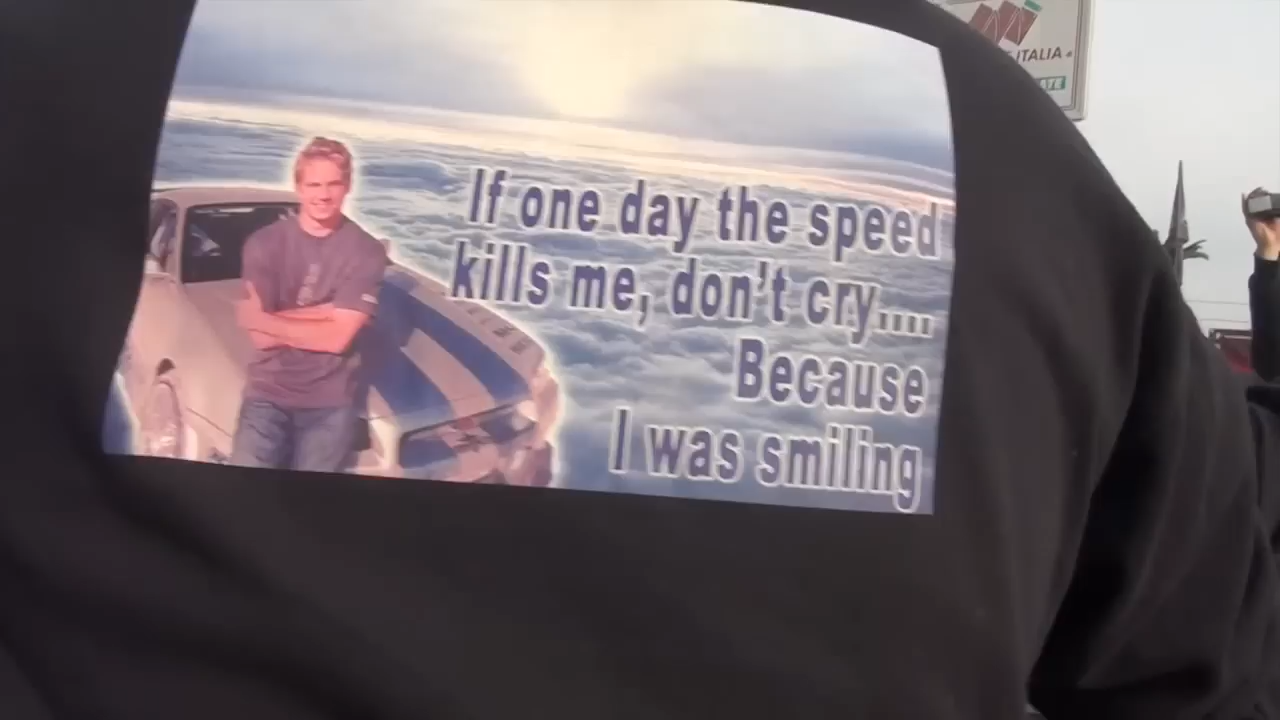 ITALIA
If one day the speed
kills me, don't cry....
Because
I was smiling